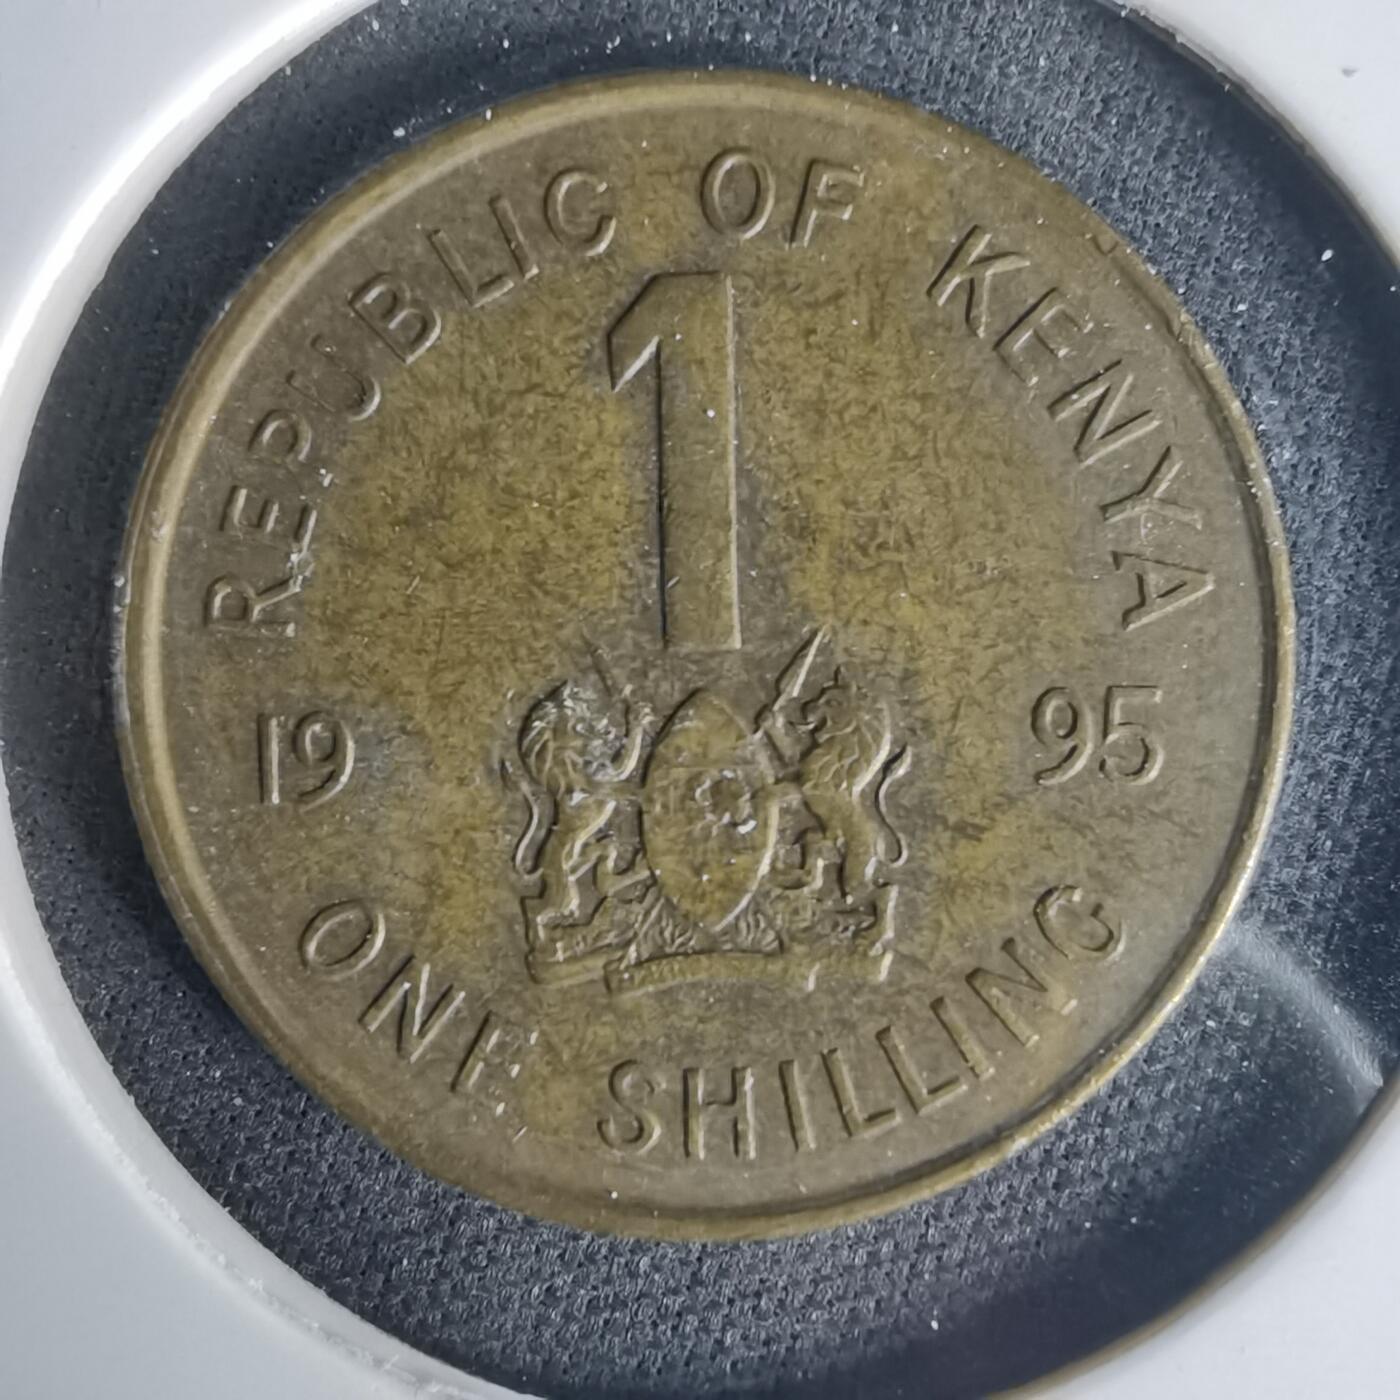 REPUBLIC OF KENYA
1
19 95
ONE SHILLING